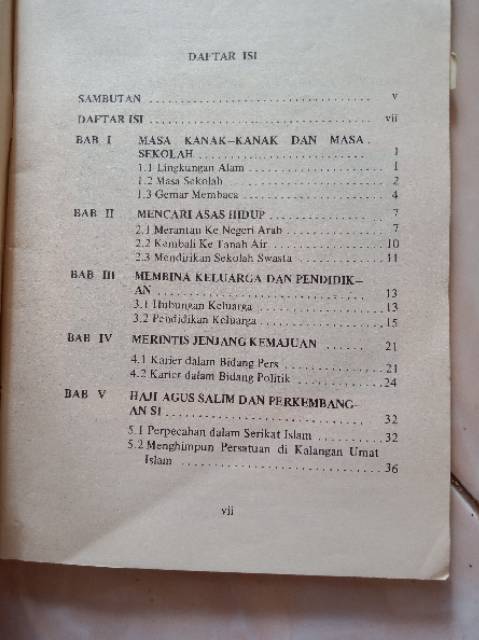 DAFTAR ISI
SAMBUTAN ................................ v
DAFTAR ISI ................................ vii
BAB I MASA KANAK-KANAK DAN MASA
SEKOLAH ........................ 1
1.1 Lingkungan Alam .................... 1
1.2 Masa Sekolah ..................... 2
1.3 Gemar Membaca ................... 4
BAB II MENCARI ASAS HIDUP ............... 7
2.1 Merantau Ke Negeri Arab ............ 7
2.2 Kembali Ke Tanah Air ............... 10
2.3 Mendirikan Sekolah Swasta ........... 11
BAB III MEMBINA KELUARGA DAN PENDIDIK-
AN ............................. 13
3.1 Hubungan Keluarga ................. 13
3.2 Pendidikan Keluarga ................ 15
BAB IV MERINTIS JENJANG KEMAJUAN ...... 21
4.1 Karier dalam Bidang Pers ............ 21
4.2 Karier dalam Bidang Politik ........... 24
BAB V HAJI AGUS SALIM DAN PERKEMBANG-
AN SI ............................ 32
5.1 Perpecahan dalam Serikat Islam ........ 32
5.2 Menghimpun Persatuan di Kalangan Umat
Islam .......................... 36
vii